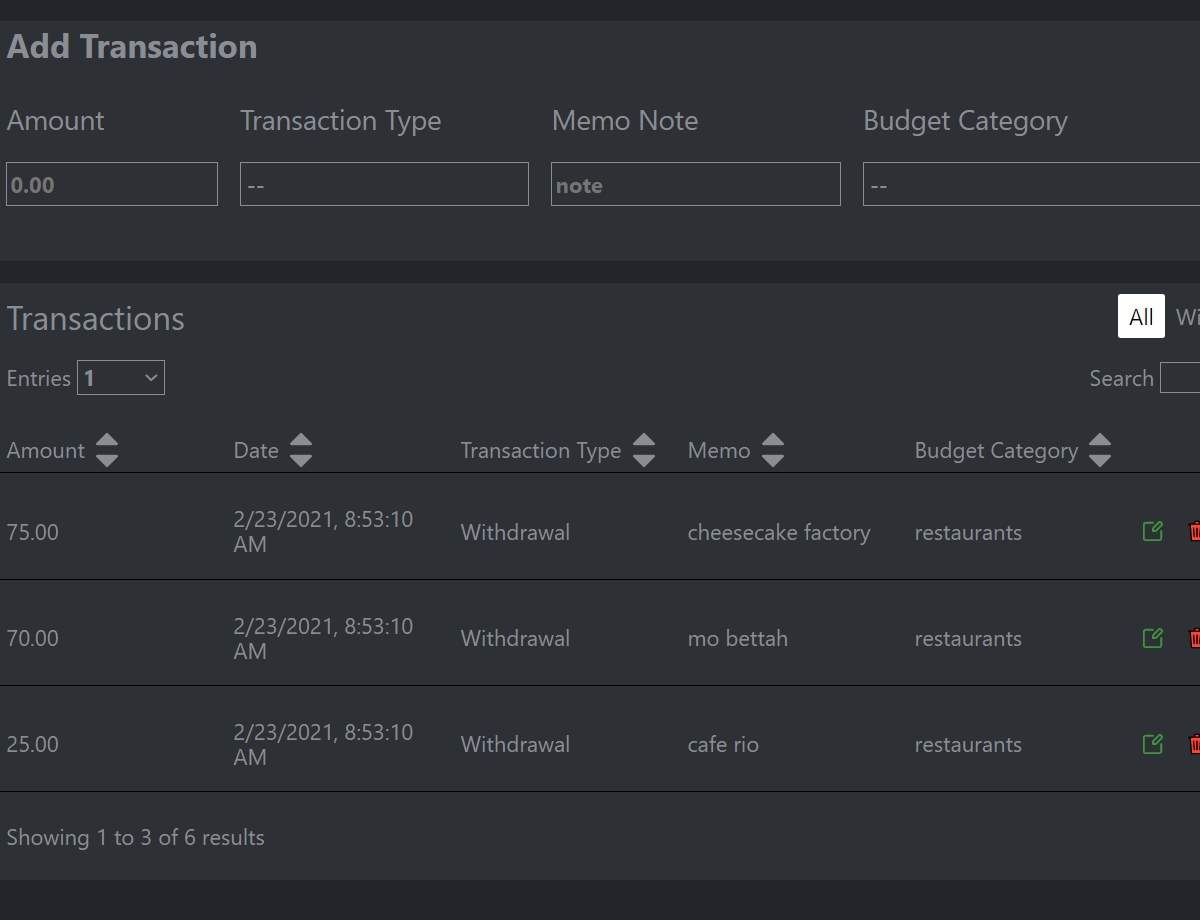 Add Transaction
Amount Transaction Type Memo Note Budget Category
0.00 -- note --
Transactions All
Entries 1 Search
Amount Date Transaction Type Memo Budget Category
75.00 2/23/2021, 8:53:10 AM Withdrawal cheesecake factory restaurants
70.00 2/23/2021, 8:53:10 AM Withdrawal mo bettah restaurants
25.00 2/23/2021, 8:53:10 AM Withdrawal cafe rio restaurants
Showing 1 to 3 of 6 results